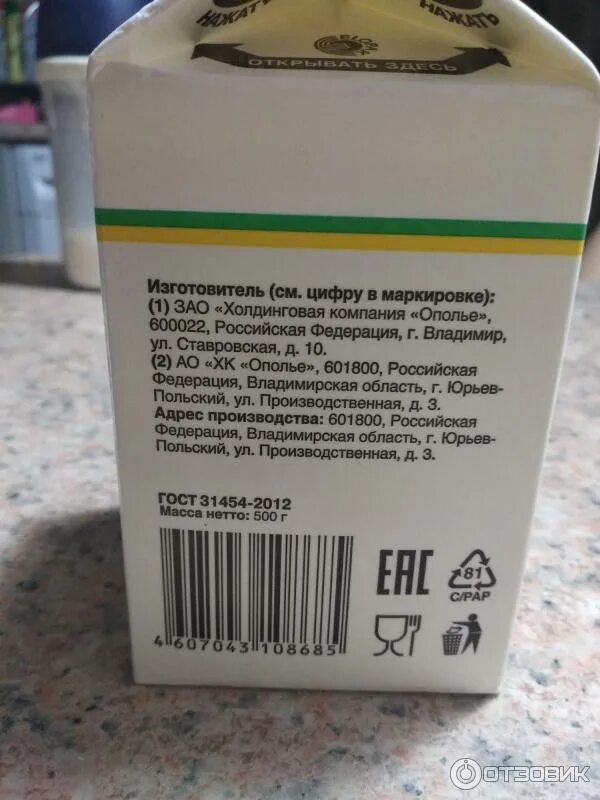 НАЖАТЬ
НАЖАТЬ
ОТКРЫВАТЬ ЗДЕСЬ
Изготовитель (см. цифру в маркировке):
(1) ЗАО «Холдинговая компания «Ополье»,
600022, Российская Федерация, г. Владимир,
ул. Ставровская, д. 10.
(2) АО «ХК «Ополье», 601800, Российская
Федерация, Владимирская область, г. Юрьев-
Польский, ул. Производственная, д. 3.
Адрес производства: 601800, Российская
Федерация, Владимирская область, г. Юрьев-
Польский, ул. Производственная, д. 3.
ГОСТ 31454-2012
Масса нетто: 500 г
4 607043 108685
EAC
81
C/PAP
ОТЗОВИК